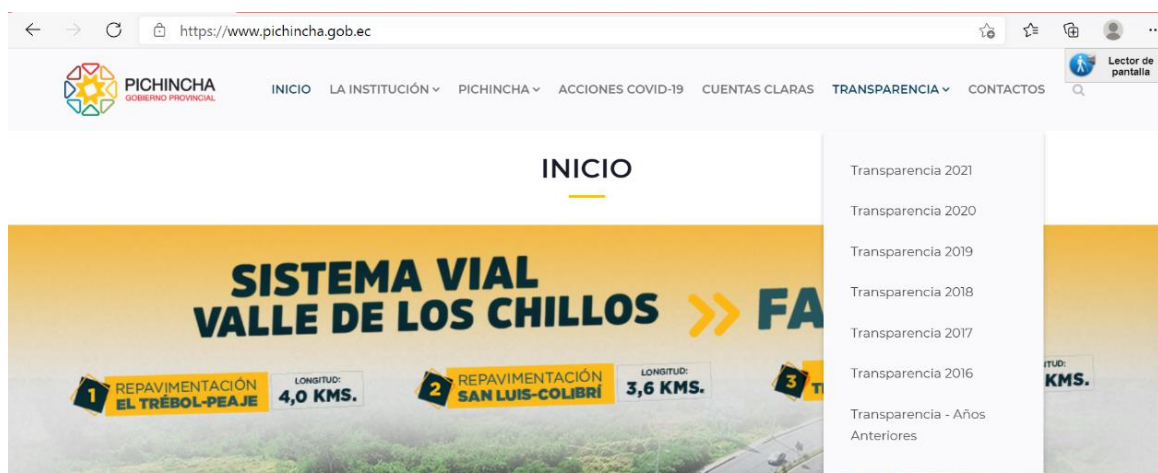 https://www.pichincha.gob.ec
Lector de
pantalla
PICHINCHA
GOBIERNO PROVINCIAL
INICIO LA INSTITUCIÓN PICHINCHA ACCIONES COVID-19 CUENTAS CLARAS TRANSPARENCIA CONTACTOS
INICIO
Transparencia 2021
Transparencia 2020
Transparencia 2019
Transparencia 2018
Transparencia 2017
Transparencia 2016
Transparencia - Años
Anteriores
SISTEMA VIAL
VALLE DE LOS CHILLOS >> FA
1 REPAVIMENTACIÓN
EL TRÉBOL-PEAJE
LONGITUD:
4,0 KMS.
2 REPAVIMENTACIÓN
SAN LUIS-COLIBRÍ
LONGITUD:
3,6 KMS.
3
KMS.